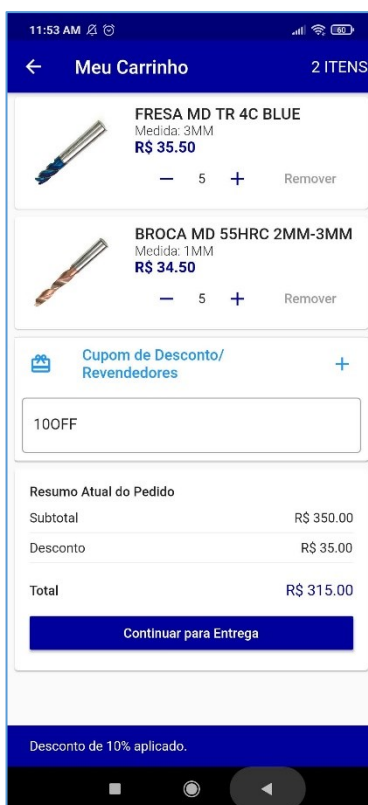 11:53 AM
60
Meu Carrinho
2 ITENS
FRESA MD TR 4C BLUE
Medida: 3MM
R$ 35.50
— 5 + Remover
BROCA MD 55HRC 2MM-3MM
Medida: 1MM
R$ 34.50
— 5 + Remover
Cupom de Desconto/
Revendedores +
10OFF
Resumo Atual do Pedido
Subtotal R$ 350.00
Desconto R$ 35.00
Total R$ 315.00
Continuar para Entrega
Desconto de 10% aplicado.